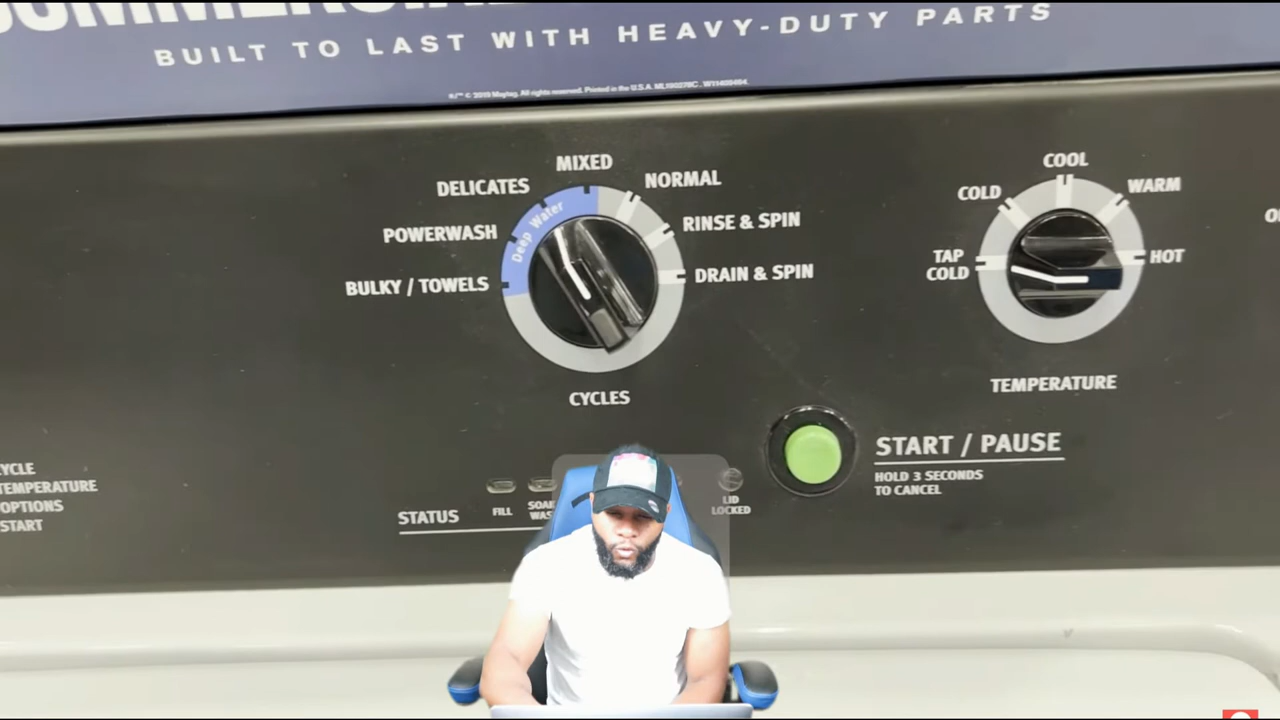 BUILT TO LAST WITH HEAVY-DUTY PARTS
MIXED
DELICATES
NORMAL
POWERWASH
RINSE & SPIN
BULKY / TOWELS
DRAIN & SPIN
Deep Water
CYCLES
COOL
COLD
WARM
TAP
COLD
HOT
TEMPERATURE
START / PAUSE
HOLD 3 SECONDS
TO CANCEL
TEMPERATURE
OPTIONS
START
STATUS
FILL
LID
LOCKED